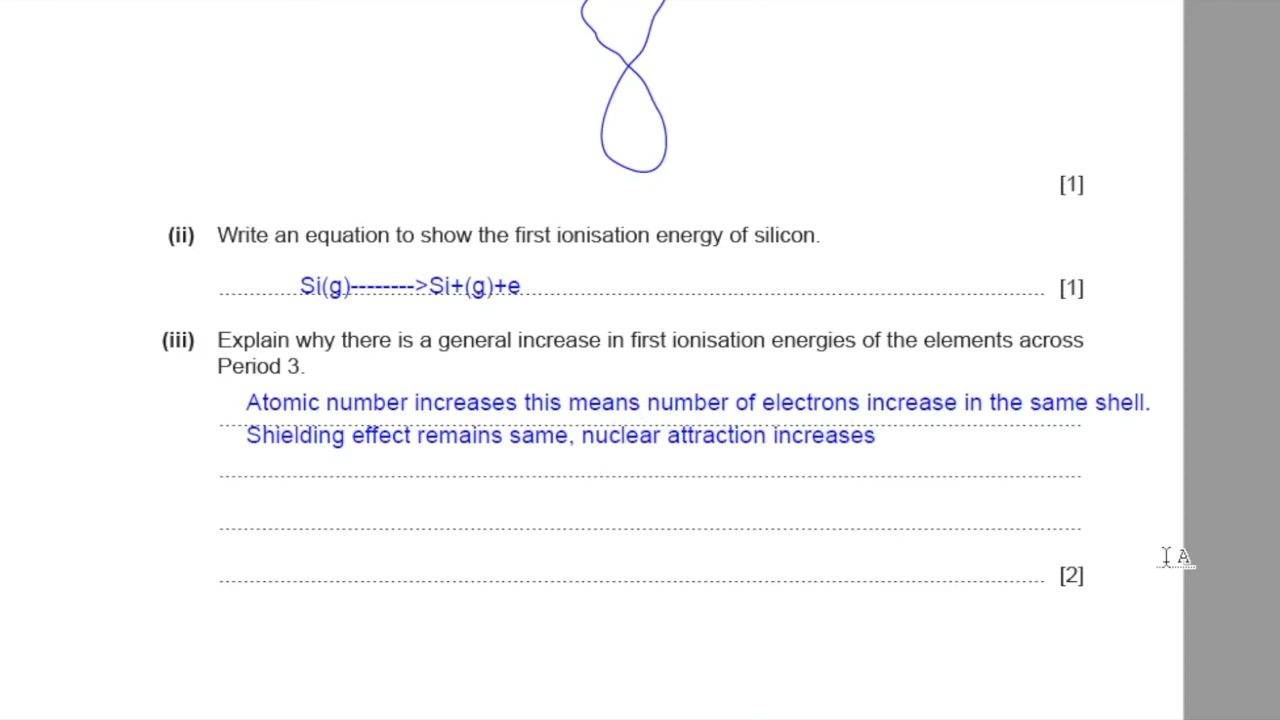 [1]
(ii) Write an equation to show the first ionisation energy of silicon.
Si(g)-------->Si+(g)+e [1]
(iii) Explain why there is a general increase in first ionisation energies of the elements across
Period 3.
Atomic number increases this means number of electrons increase in the same shell.
Shielding effect remains same, nuclear attraction increases
[2]
A